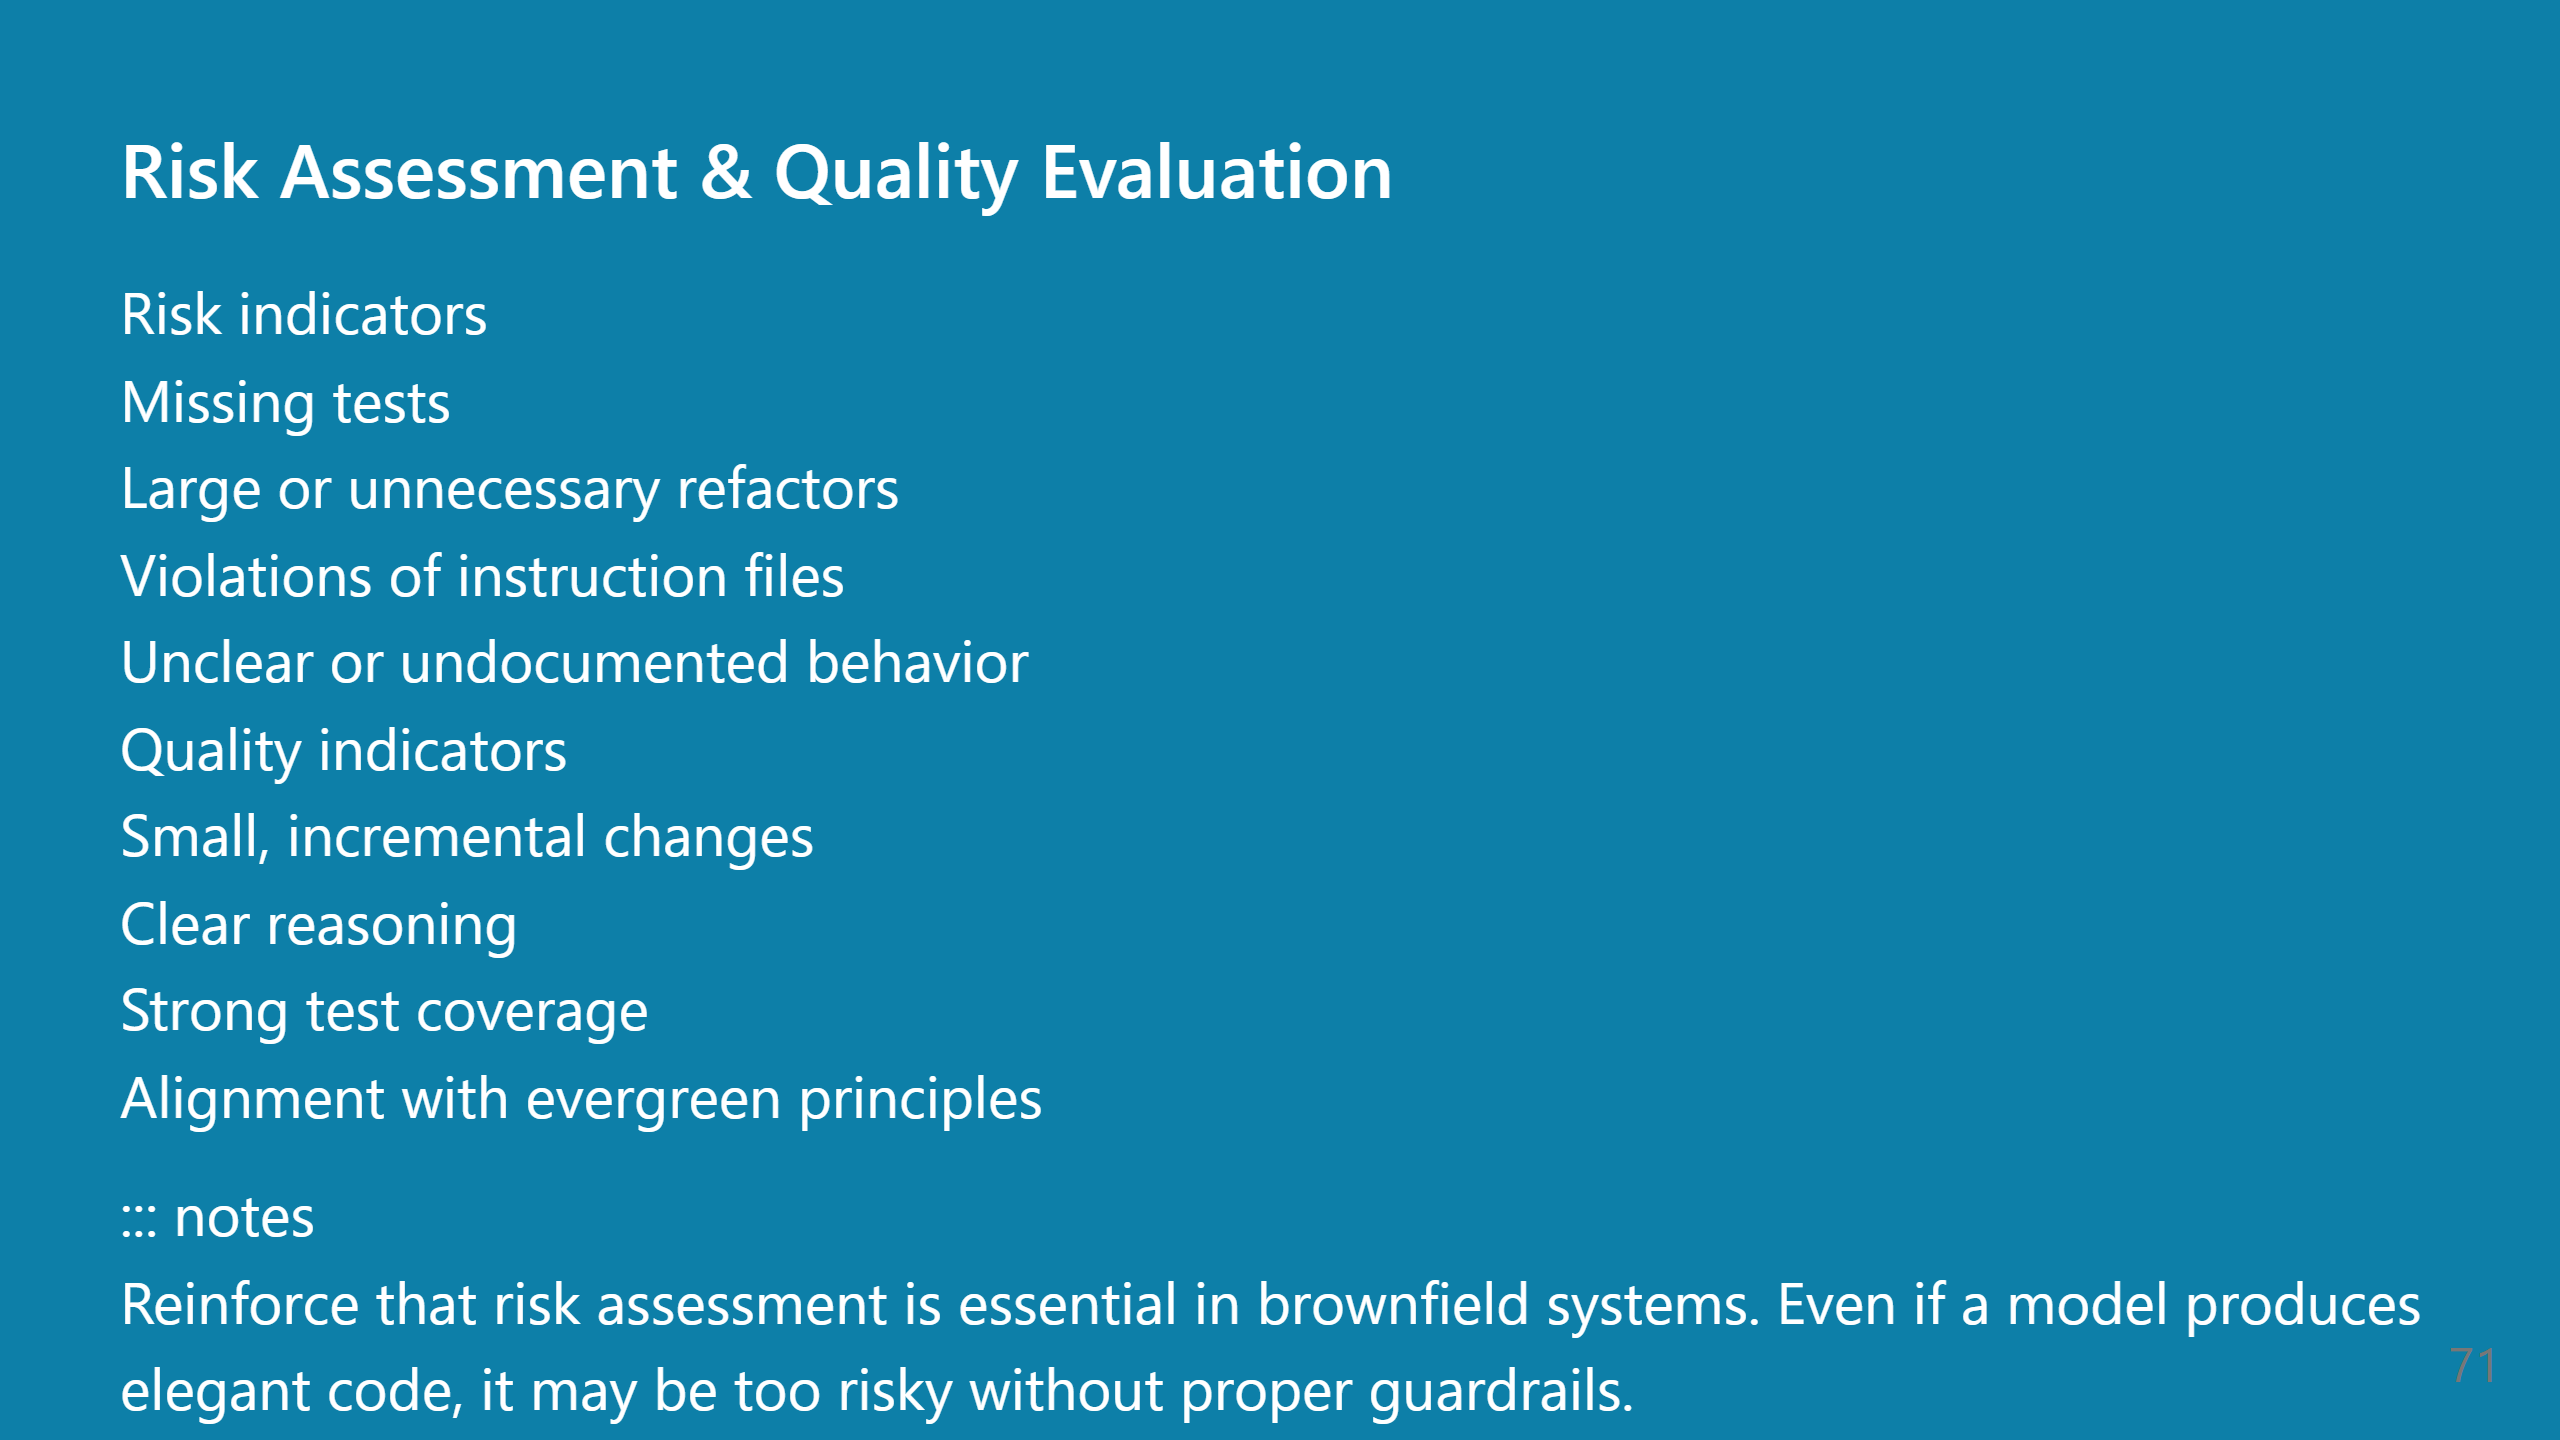 Risk Assessment & Quality Evaluation
Risk indicators
Missing tests
Large or unnecessary refactors
Violations of instruction files
Unclear or undocumented behavior
Quality indicators
Small, incremental changes
Clear reasoning
Strong test coverage
Alignment with evergreen principles
::: notes
Reinforce that risk assessment is essential in brownfield systems. Even if a model produces
elegant code, it may be too risky without proper guardrails.
71